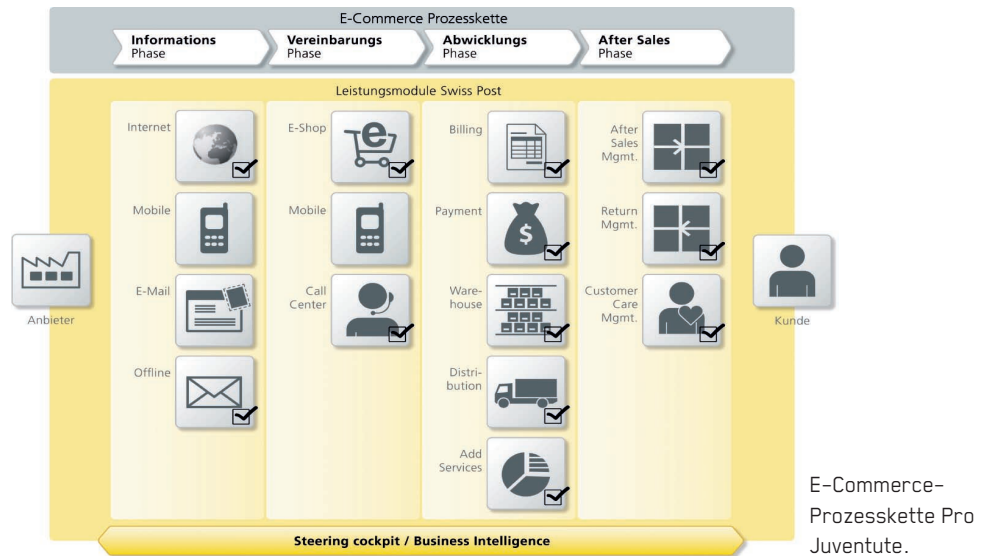 E-Commerce Prozesskette
Informations
Phase
Vereinbarungs
Phase
Abwicklungs
Phase
After Sales
Phase
Leistungsmodule Swiss Post
Internet
Mobile
E-Mail
Offline
E-Shop
e
Mobile
Call
Center
Billing
Payment
$
Ware-
house
Distri-
bution
Add
Services
After
Sales
Mgmt.
Return
Mgmt.
Customer
Care
Mgmt.
Anbieter
Kunde
Steering cockpit / Business Intelligence
E-Commerce-
Prozesskette Pro
Juventute.